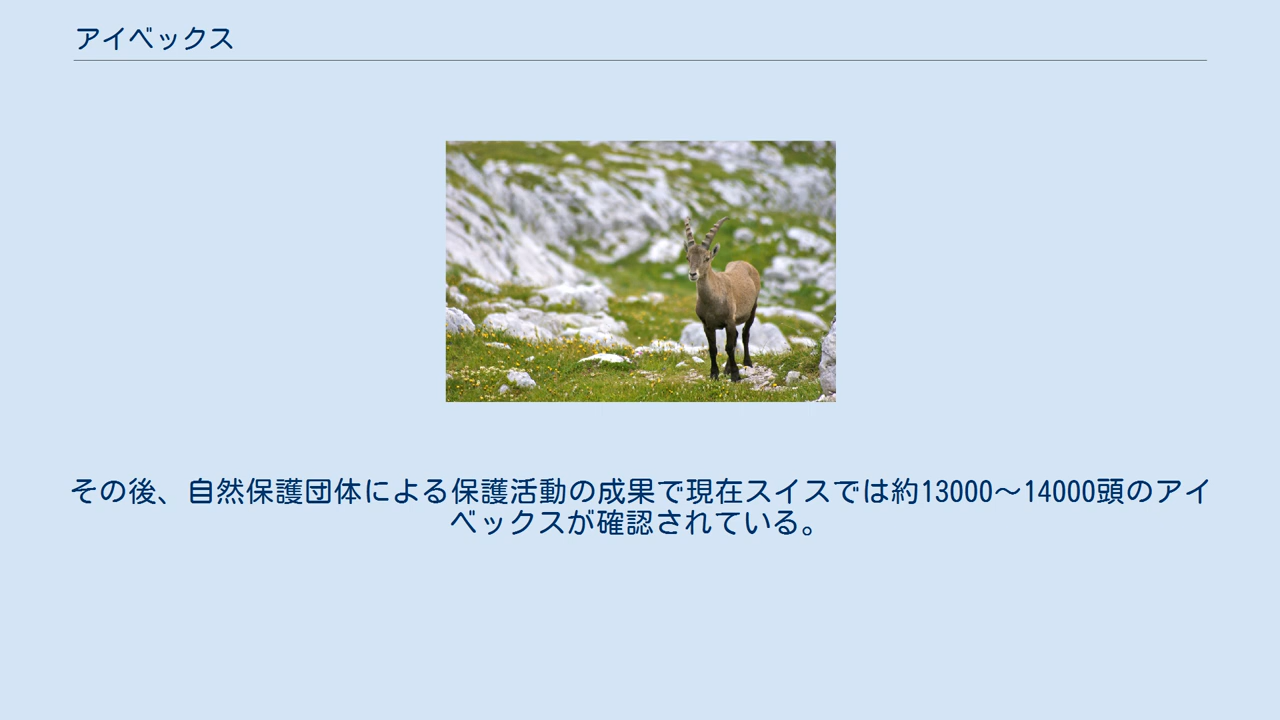 アイベックス
その後、自然保護団体による保護活動の成果で現在スイスでは約13000〜14000頭のアイ
ベックスが確認されている。